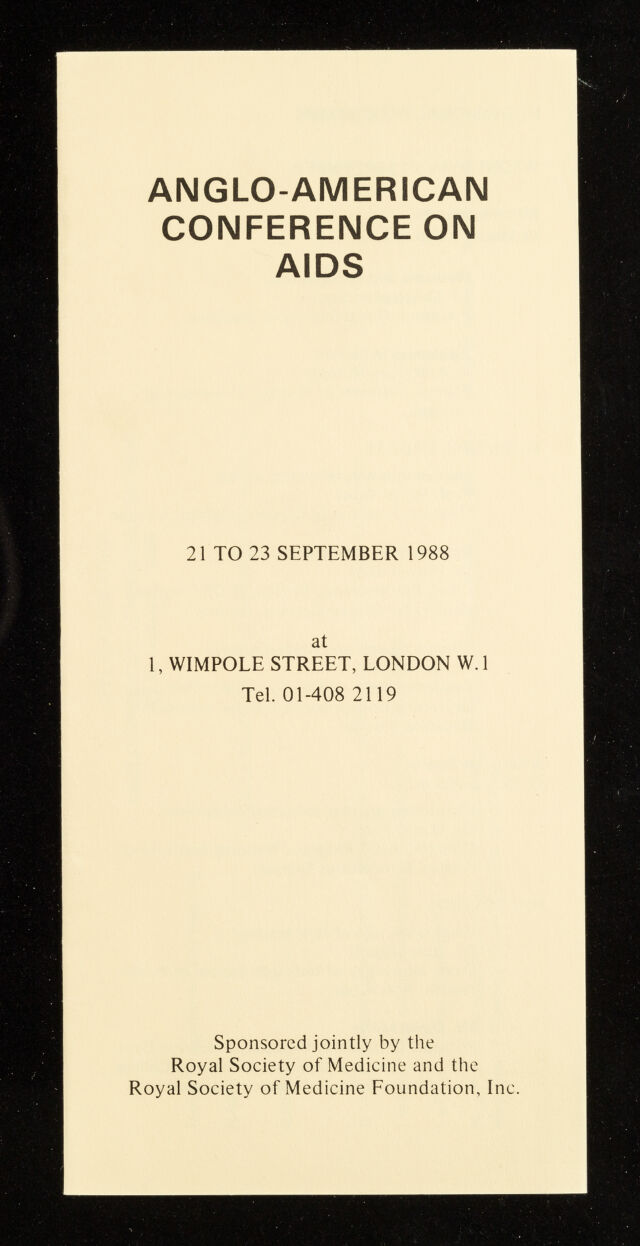 ANGLO-AMERICAN
CONFERENCE ON
AIDS
21 TO 23 SEPTEMBER 1988
at
1, WIMPOLE STREET, LONDON W.1
Tel. 01-408 2119
Sponsored jointly by the
Royal Society of Medicine and the
Royal Society of Medicine Foundation, Inc.